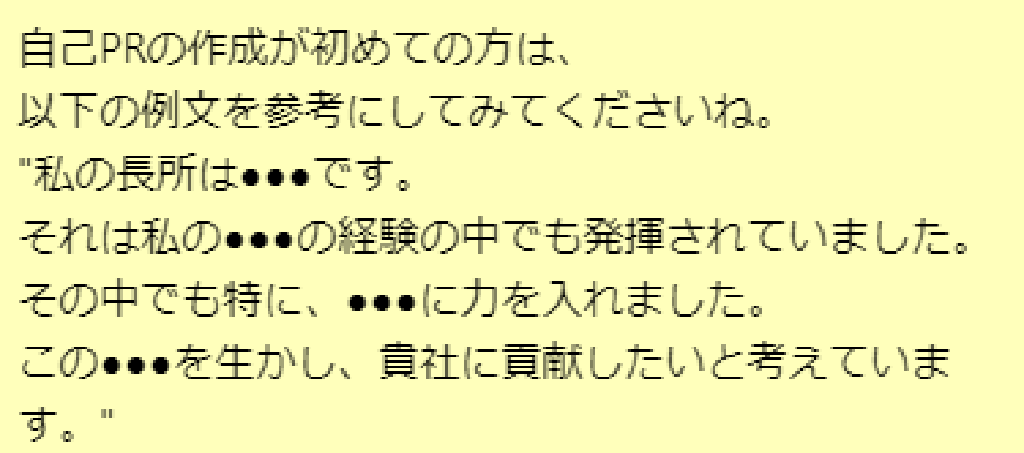 自己PRの作成が初めての方は、
以下の例文を参考にしてみてくださいね。
"私の長所は●●●です。
それは私の●●●の経験の中でも発揮されていました。
その中でも特に、●●●に力を入れました。
この●●●を生かし、貴社に貢献したいと考えていま
す。"